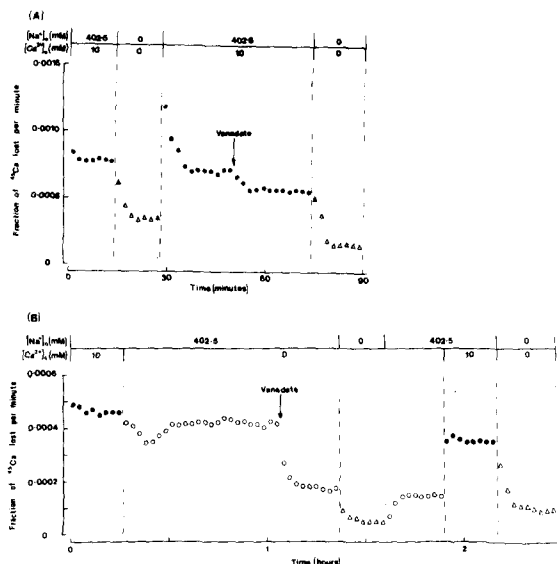 (A)
[Na⁺]ₒ(mM) 402·5 0 402·5 0
[Ca²⁺]ₒ(mM) 10 0 10 0
0·0015
0·0010
0·0005
0
Fraction of ⁴⁵Ca lost per minute
Vanadate
0 30 60 90
Time (minutes)
(B)
[Na⁺]ₒ(mM) 402·5 0 402·5 0
[Ca²⁺]ₒ(mM) 10 0 10 0
0·0006
0·0004
0·0002
0
Fraction of ⁴⁵Ca lost per minute
Vanadate
0 1 2
Time (hours)